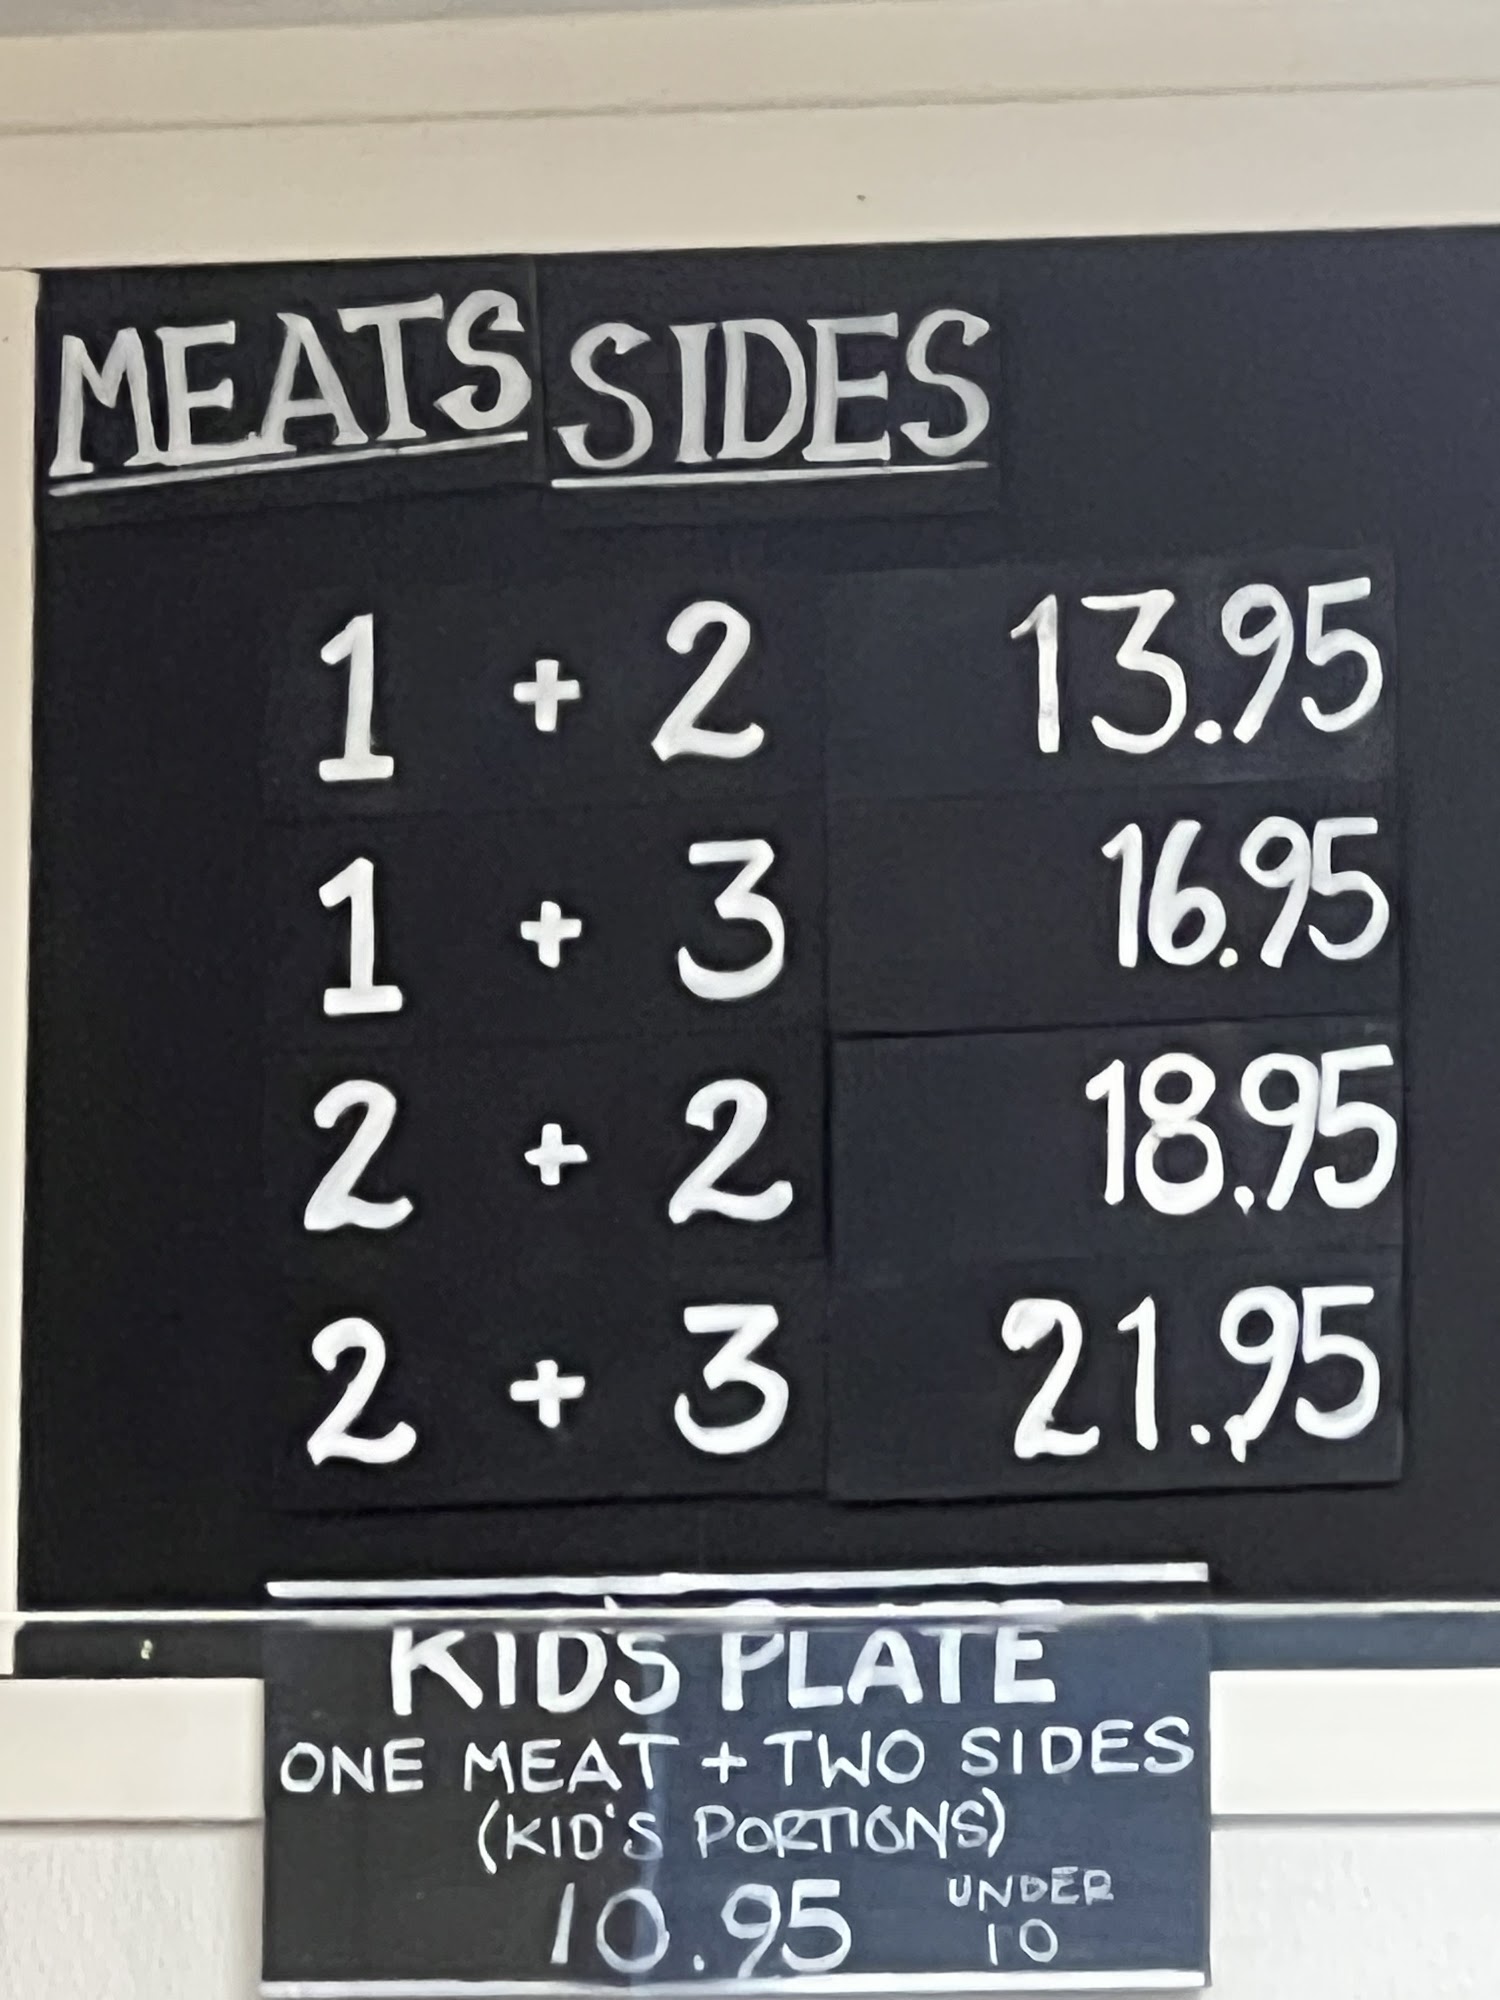 MEATS SIDES
1 + 2 13.95
1 + 3 16.95
2 + 2 18.95
2 + 3 21.95
KID'S PLATE
ONE MEAT + TWO SIDES
(KID'S PORTIONS)
10.95 UNDER
10